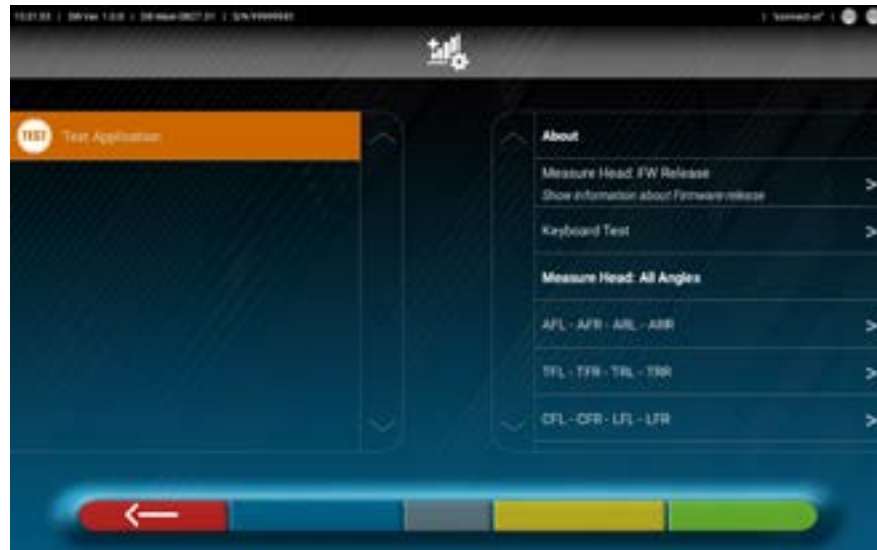 TEST
Test Application
About
Measure Head: FW Release
Show information about Firmware release
Keyboard Test
Measure Head: All Angles
AFL - AFR - ARL - ARR
TFL - TFR - TRL - TRR
CFL - CFR - LFL - LFR